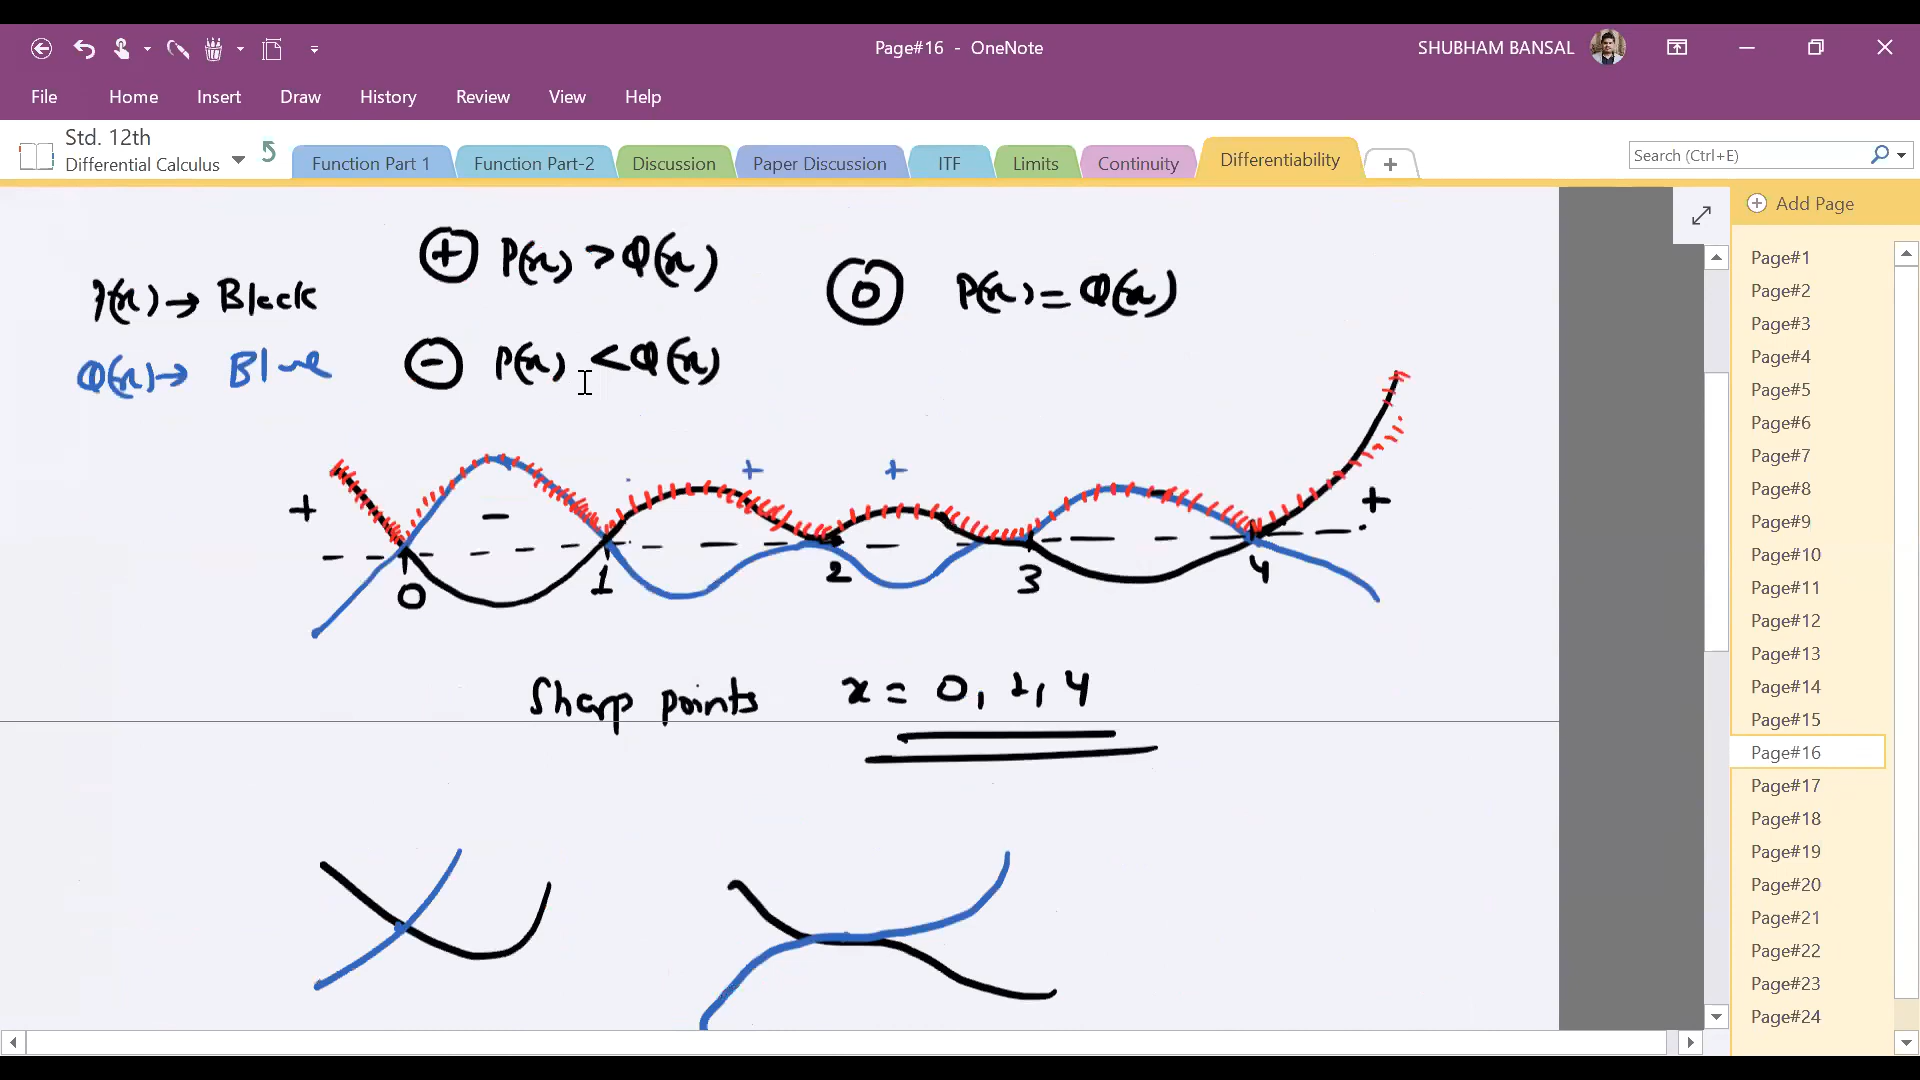 Page#16 - OneNote
SHUBHAM BANSAL
File Home Insert Draw History Review View Help
Std. 12th
Differential Calculus
Function Part 1 Function Part-2 Discussion Paper Discussion ITF Limits Continuity Differentiability +
Search (Ctrl+E)
Add Page
P(x) → Black
Q(x) → Blue
+ P(x) > Q(x)
- P(x) < Q(x)
0 P(x) = Q(x)
+ - + + +
0 1 2 3 4
Sharp points x = 0, 1, 4
Page#1
Page#2
Page#3
Page#4
Page#5
Page#6
Page#7
Page#8
Page#9
Page#10
Page#11
Page#12
Page#13
Page#14
Page#15
Page#16
Page#17
Page#18
Page#19
Page#20
Page#21
Page#22
Page#23
Page#24